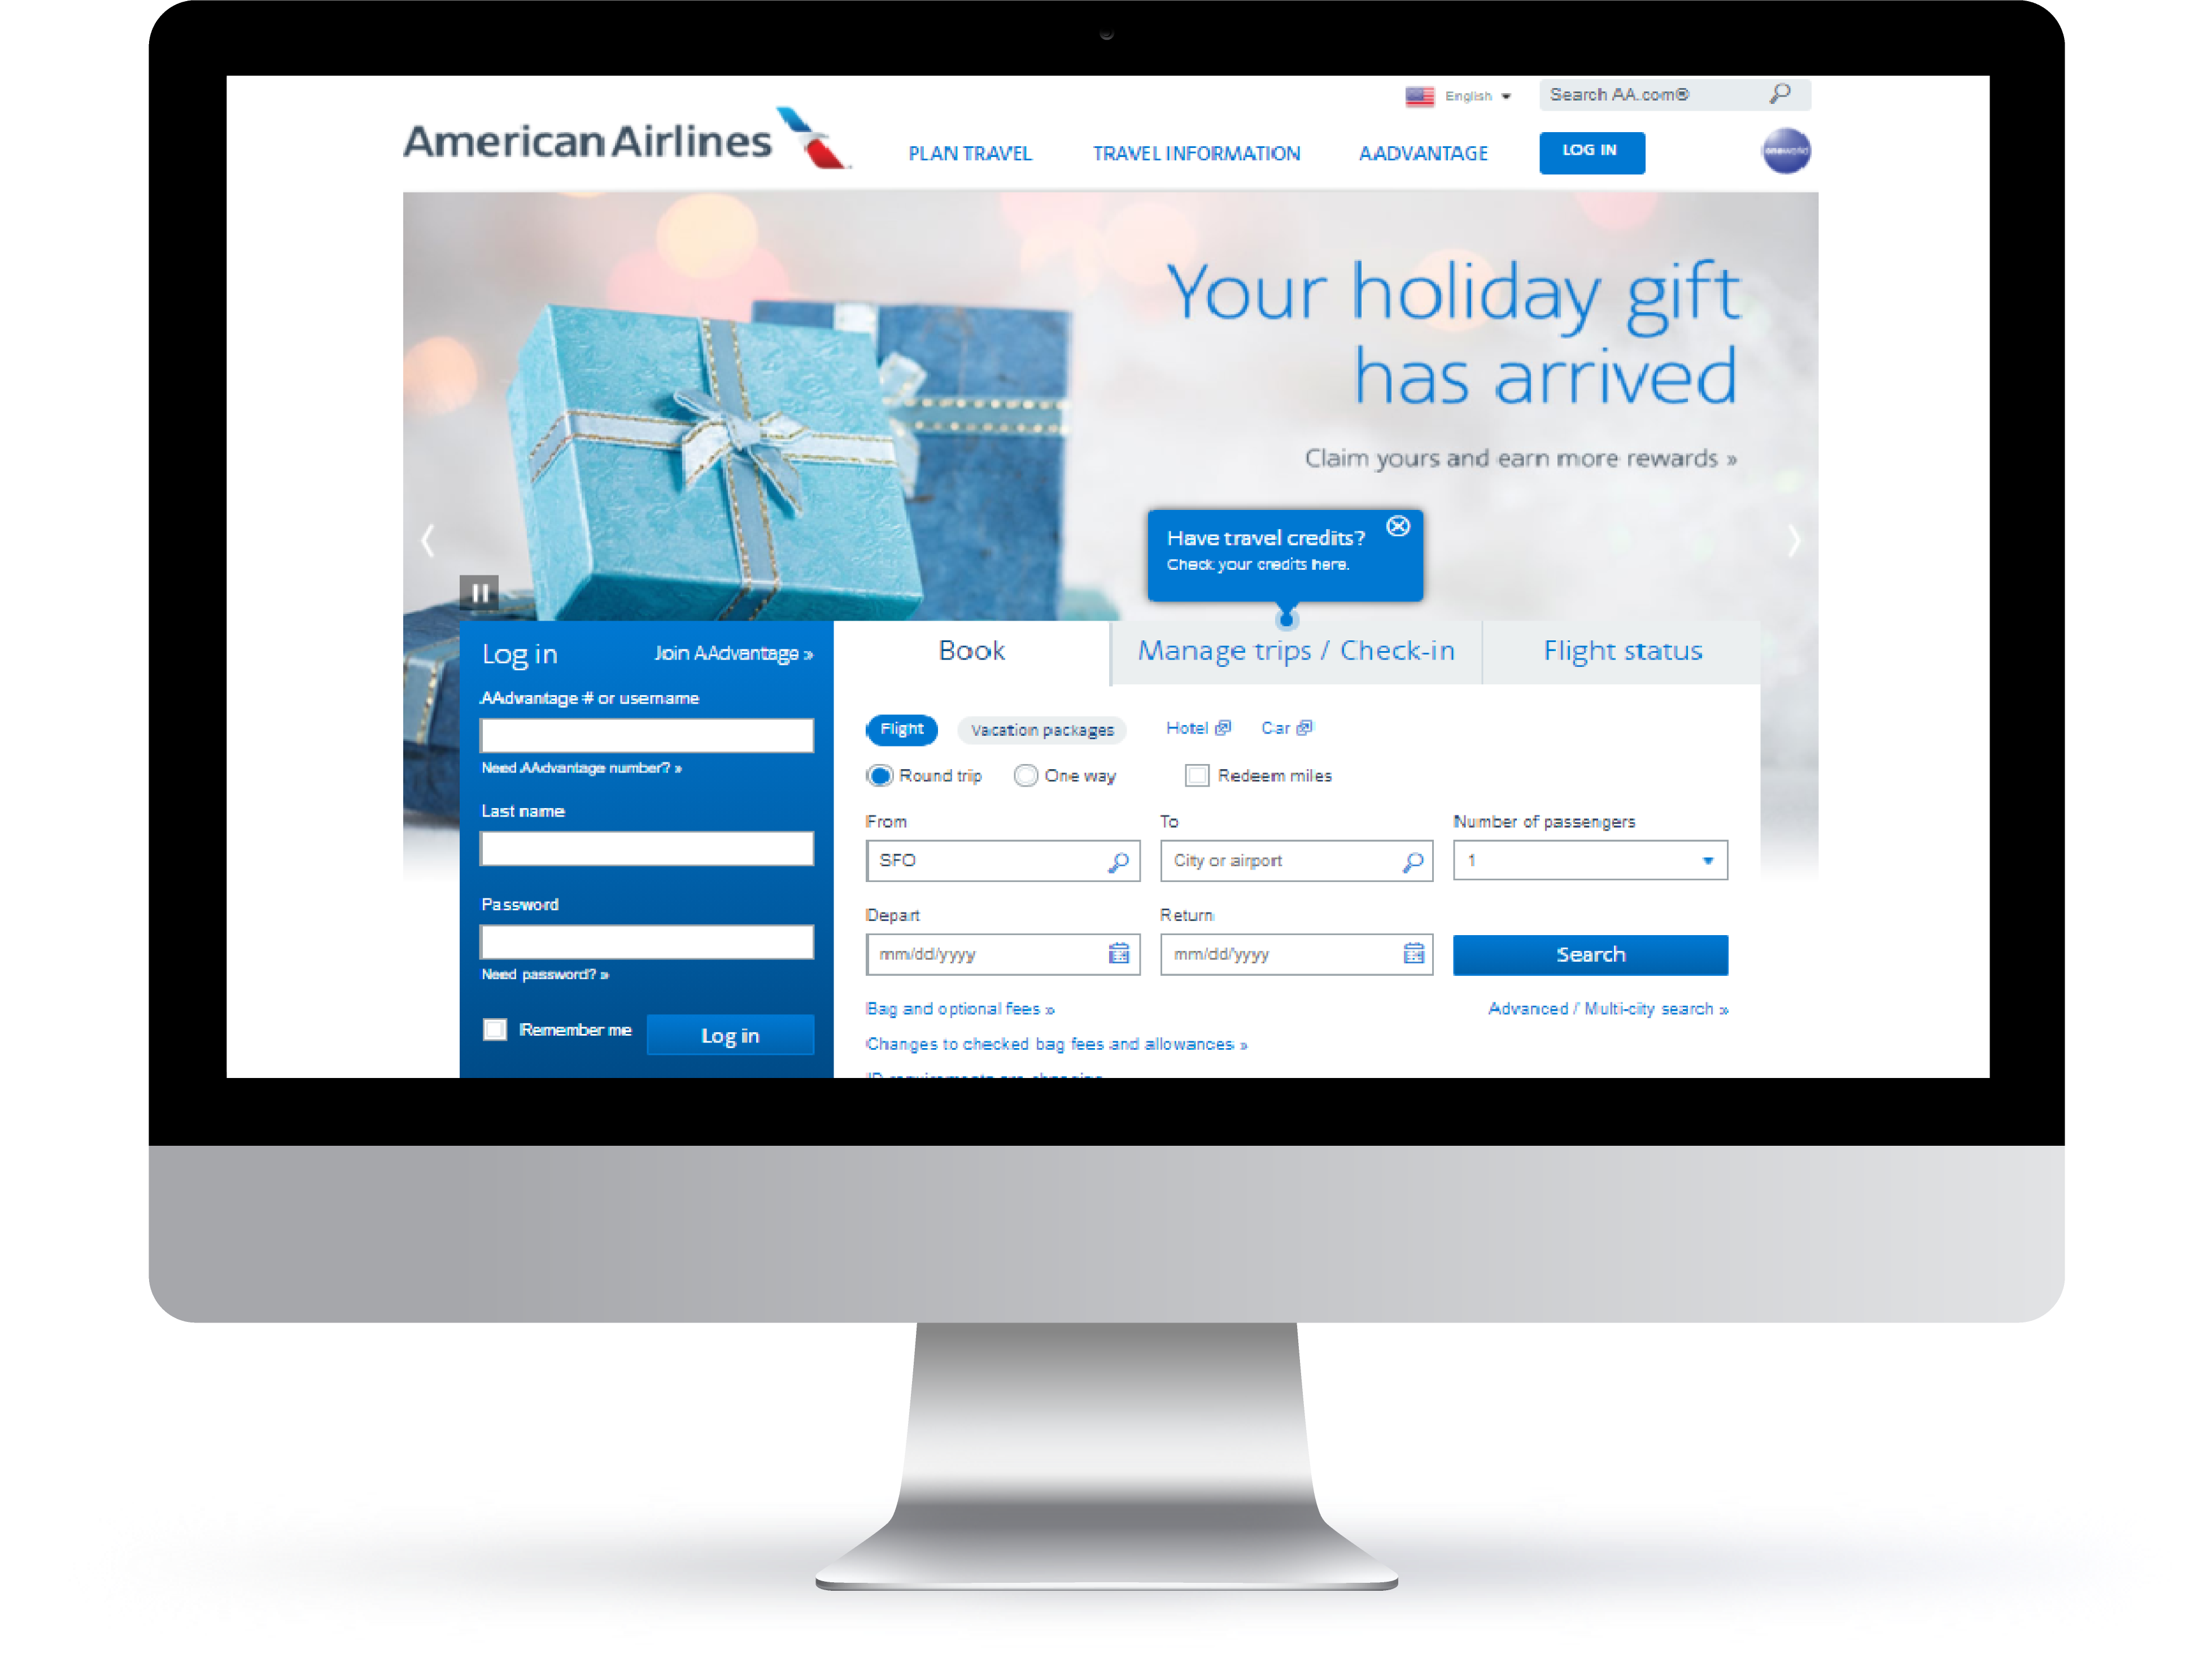 English
Search AA.com®
American Airlines
PLAN TRAVEL
TRAVEL INFORMATION
AADVANTAGE
LOG IN
oneworld
Your holiday gift
has arrived
Claim yours and earn more rewards »
Have travel credits?
Check your credits here.
Log in
Join AAdvantage »
AAdvantage # or username
Need AAdvantage number? »
Last name
Password
Need password? »
Remember me
Log in
Book
Manage trips / Check-in
Flight status
Flight
Vacation packages
Hotel
Car
Round trip
One way
Redeem miles
From
To
Number of passengers
SFO
City or airport
1
Depart
Return
mm/dd/yyyy
mm/dd/yyyy
Search
Bag and optional fees »
Advanced / Multi-city search »
Changes to checked bag fees and allowances »
ID requirements are changing